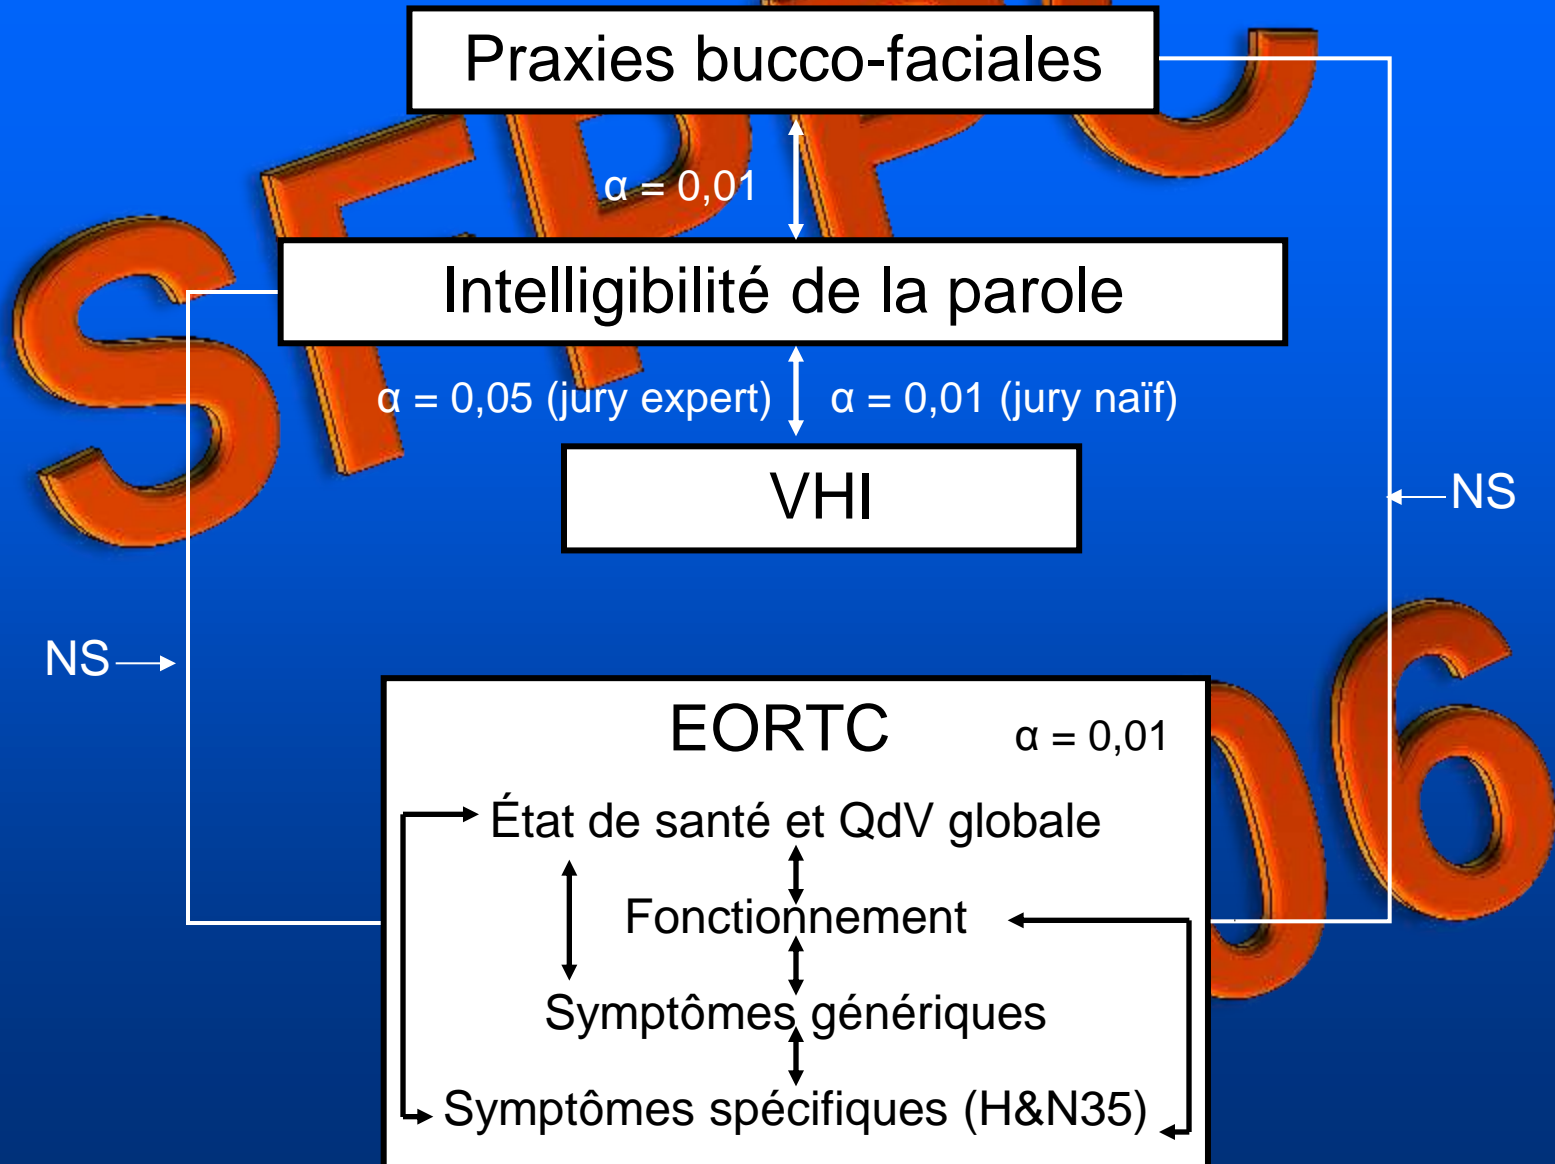 SFPPC
Praxies bucco-faciales
α = 0,01
Intelligibilité de la parole
α = 0,05 (jury expert) α = 0,01 (jury naïf)
VHI
NS
NS
06
EORTC α = 0,01
État de santé et QdV globale
Fonctionnement
Symptômes génériques
Symptômes spécifiques (H&N35)